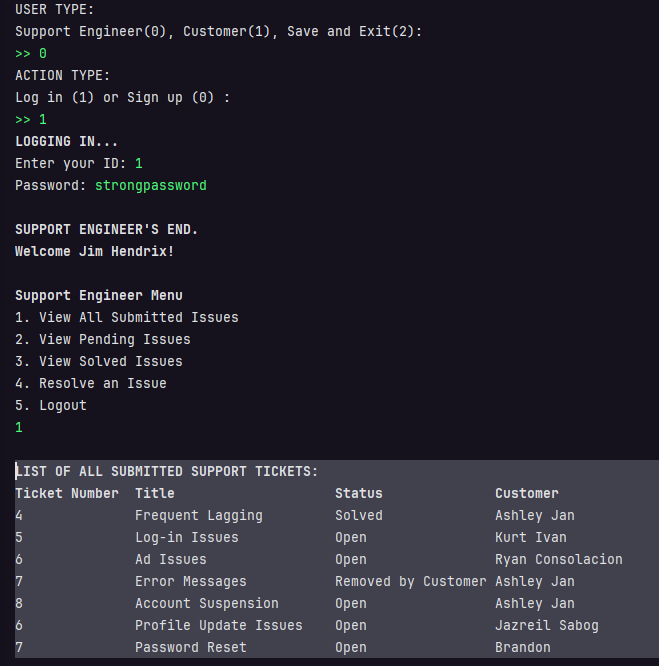 USER TYPE:
Support Engineer(0), Customer(1), Save and Exit(2):
>> 0
ACTION TYPE:
Log in (1) or Sign up (0) :
>> 1
LOGGING IN...
Enter your ID: 1
Password: strongpassword
SUPPORT ENGINEER'S END.
Welcome Jim Hendrix!
Support Engineer Menu
1. View All Submitted Issues
2. View Pending Issues
3. View Solved Issues
4. Resolve an Issue
5. Logout
1
LIST OF ALL SUBMITTED SUPPORT TICKETS:
Ticket Number  Title                    Status              Customer
4              Frequent Lagging         Solved              Ashley Jan
5              Log-in Issues            Open                Kurt Ivan
6              Ad Issues                Open                Ryan Consolacion
7              Error Messages           Removed by Customer Ashley Jan
8              Account Suspension       Open                Ashley Jan
6              Profile Update Issues    Open                Jazreil Sabog
7              Password Reset           Open                Brandon